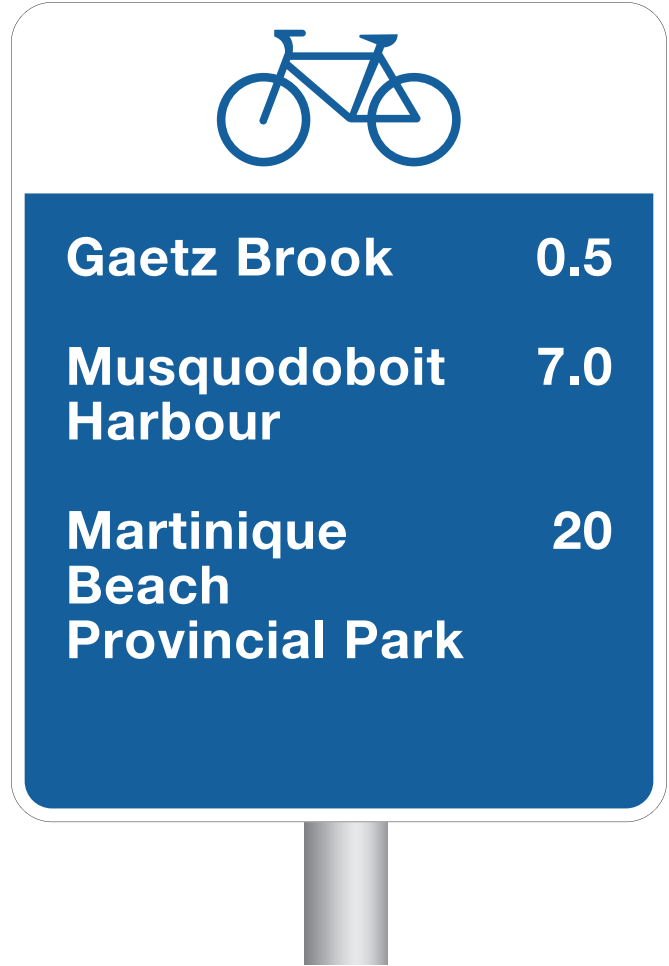 Gaetz Brook 0.5
Musquodoboit 7.0
Harbour
Martinique 20
Beach
Provincial Park